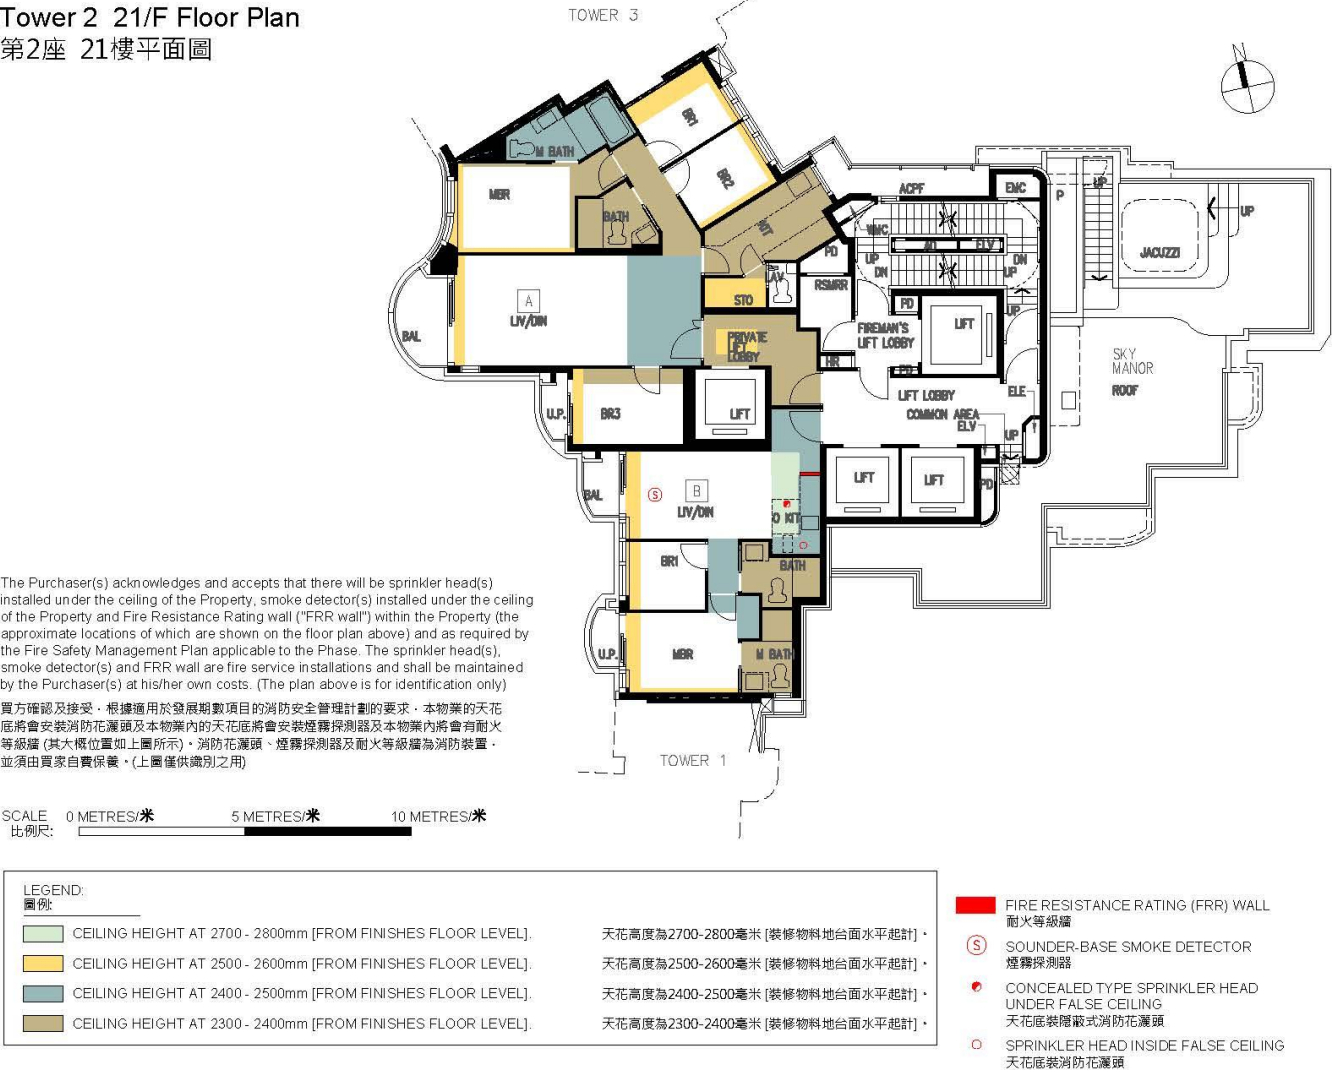 Tower 2 21/F Floor Plan
第2座 21樓平面圖
TOWER 3
BR1
M BATH
BR2
MBR
BATH
KIT
ACPF
EMC
P
UP
UP
JACUZZI
WMC
AD
ELV
PD
UP
DN
UP
DN
LAV
RSMRR
STO
PD
UP
A
LIV/DIN
BAL
PRIVATE
LIFT
LOBBY
FIREMAN'S
LIFT LOBBY
LIFT
SKY
MANOR
ROOF
HR
PD
BR3
U.P.
LIFT
LIFT LOBBY
COMMON AREA
ELV
ELE
UP
B
LIV/DIN
BAL
S
O KIT
LIFT
LIFT
PD
BR1
BATH
U.P.
MBR
M BATH
TOWER 1
The Purchaser(s) acknowledges and accepts that there will be sprinkler head(s)
installed under the ceiling of the Property, smoke detector(s) installed under the ceiling
of the Property and Fire Resistance Rating wall ("FRR wall") within the Property (the
approximate locations of which are shown on the floor plan above) and as required by
the Fire Safety Management Plan applicable to the Phase. The sprinkler head(s),
smoke detector(s) and FRR wall are fire service installations and shall be maintained
by the Purchaser(s) at his/her own costs. (The plan above is for identification only)
買方確認及接受，根據適用於發展期數項目的消防安全管理計劃的要求，本物業的天花
底將會安裝消防花灑頭及本物業內的天花底將會安裝煙霧探測器及本物業內將會有耐火
等級牆 (其大概位置如上圖所示)。消防花灑頭、煙霧探測器及耐火等級牆為消防裝置，
並須由買家自費保養。(上圖僅供識別之用)
SCALE 0 METRES/米 5 METRES/米 10 METRES/米
比例尺:
LEGEND:
圖例:
CEILING HEIGHT AT 2700 - 2800mm [FROM FINISHES FLOOR LEVEL]. 天花高度為2700-2800毫米 [裝修物料地台面水平起計]。
CEILING HEIGHT AT 2500 - 2600mm [FROM FINISHES FLOOR LEVEL]. 天花高度為2500-2600毫米 [裝修物料地台面水平起計]。
CEILING HEIGHT AT 2400 - 2500mm [FROM FINISHES FLOOR LEVEL]. 天花高度為2400-2500毫米 [裝修物料地台面水平起計]。
CEILING HEIGHT AT 2300 - 2400mm [FROM FINISHES FLOOR LEVEL]. 天花高度為2300-2400毫米 [裝修物料地台面水平起計]。
FIRE RESISTANCE RATING (FRR) WALL
耐火等級牆
S SOUNDER-BASE SMOKE DETECTOR
煙霧探測器
CONCEALED TYPE SPRINKLER HEAD
UNDER FALSE CEILING
天花底裝隱蔽式消防花灑頭
SPRINKLER HEAD INSIDE FALSE CEILING
天花底裝消防花灑頭